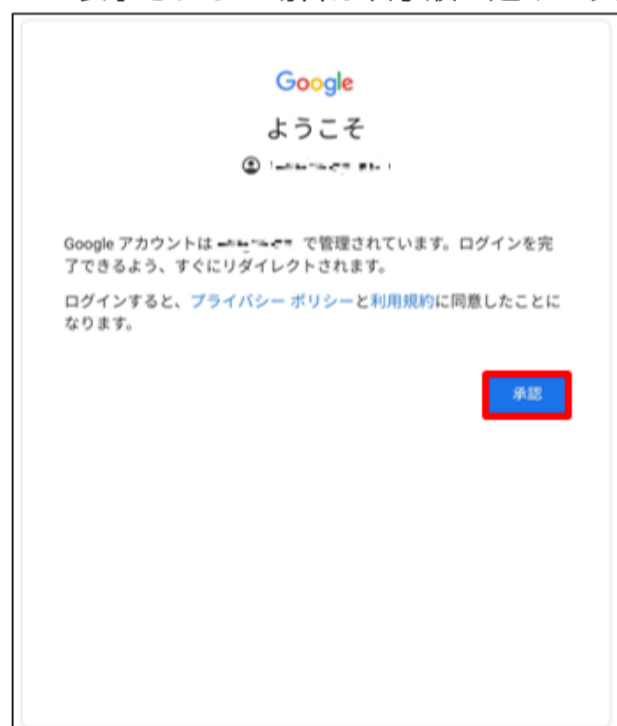 Google
ようこそ
Google アカウントは で管理されています。ログインを完
了できるよう、すぐにリダイレクトされます。
ログインすると、プライバシー ポリシーと利用規約に同意したことに
なります。
承認